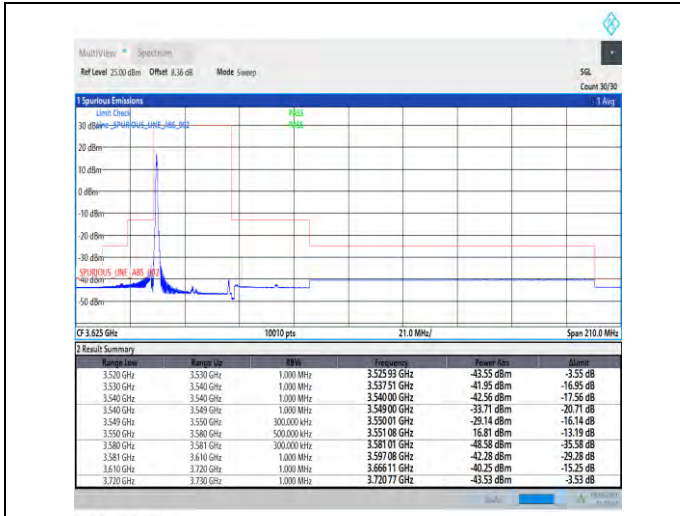 MultiView Spectrum
Ref Level 25.00 dBm Offset 8.36 dB Mode Sweep
SGL
Count 30/30
1 Spurious Emissions 1 Avg
Limit Check PASS
30 dBm Line _SPURIOUS_LINE_ABS_002 PASS
20 dBm
10 dBm
0 dBm
-10 dBm
-20 dBm
-30 dBm
_SPURIOUS_LINE_ABS_002
-40 dBm
-50 dBm
CF 3.625 GHz 10010 pts 21.0 MHz/ Span 210.0 MHz
2 Result Summary
Range Low Range Up RBW Frequency Power Abs ΔLimit
3.520 GHz 3.530 GHz 1.000 MHz 3.525 93 GHz -43.55 dBm -3.55 dB
3.530 GHz 3.540 GHz 1.000 MHz 3.537 51 GHz -41.95 dBm -16.95 dB
3.540 GHz 3.540 GHz 1.000 MHz 3.540 00 GHz -42.56 dBm -17.56 dB
3.540 GHz 3.549 GHz 1.000 MHz 3.549 00 GHz -33.71 dBm -20.71 dB
3.549 GHz 3.550 GHz 300.000 kHz 3.550 01 GHz -29.14 dBm -16.14 dB
3.550 GHz 3.580 GHz 500.000 kHz 3.551 08 GHz 16.81 dBm -13.19 dB
3.580 GHz 3.581 GHz 300.000 kHz 3.581 01 GHz -48.58 dBm -35.58 dB
3.581 GHz 3.610 GHz 1.000 MHz 3.597 08 GHz -42.28 dBm -29.28 dB
3.610 GHz 3.720 GHz 1.000 MHz 3.666 11 GHz -40.25 dBm -15.25 dB
3.720 GHz 3.730 GHz 1.000 MHz 3.720 77 GHz -43.53 dBm -3.53 dB